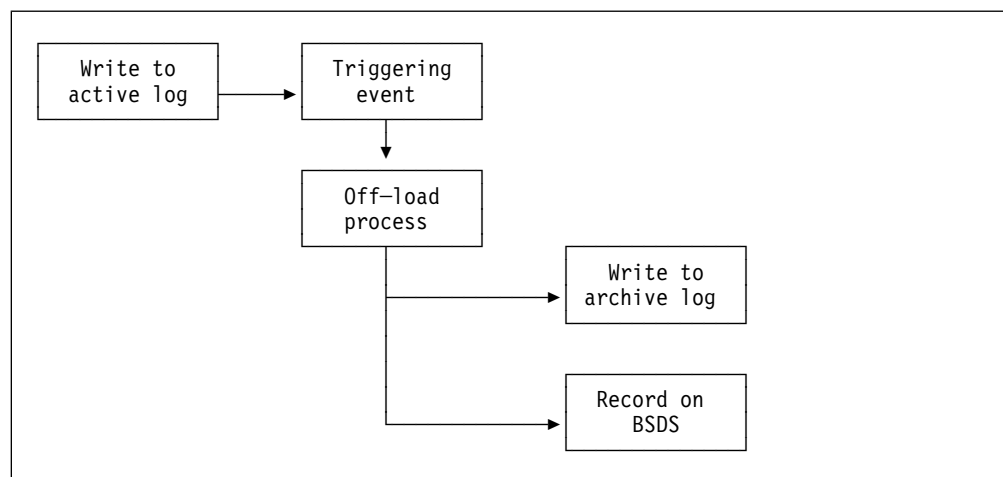 Write to
active log
Triggering
event
Off–load
process
Write to
archive log
Record on
BSDS